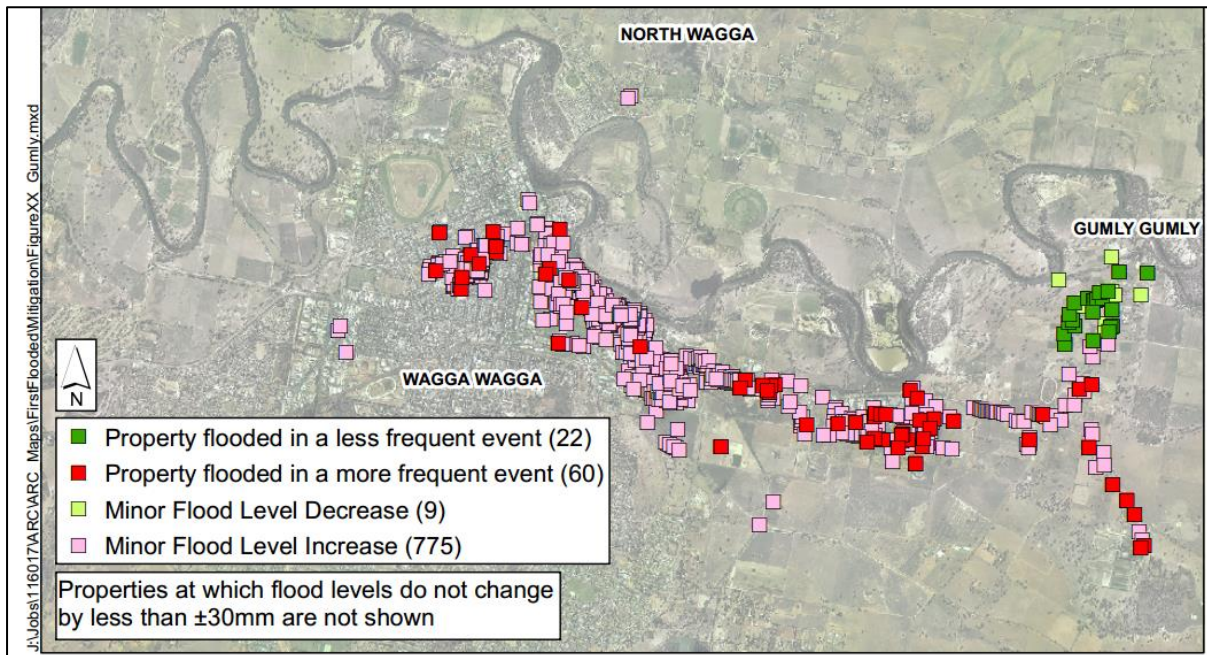 J:\Jobs\116017\ARC\ARC_Maps\FirstFlooded\Mitigation\FigureXX_Gumly.mxd
NORTH WAGGA
GUMLY GUMLY
WAGGA WAGGA
N
Property flooded in a less frequent event (22)
Property flooded in a more frequent event (60)
Minor Flood Level Decrease (9)
Minor Flood Level Increase (775)
Properties at which flood levels do not change
by less than ±30mm are not shown